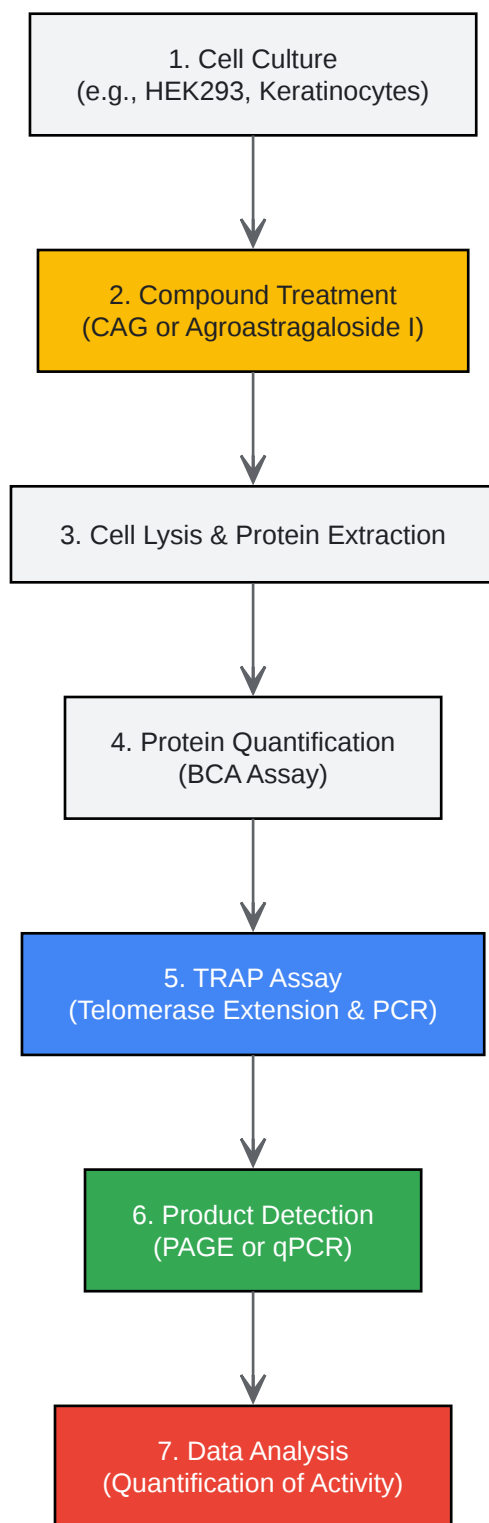 1. Cell Culture
(e.g., HEK293, Keratinocytes)
2. Compound Treatment
(CAG or Agroastragaloside I)
3. Cell Lysis & Protein Extraction
4. Protein Quantification
(BCA Assay)
5. TRAP Assay
(Telomerase Extension & PCR)
6. Product Detection
(PAGE or qPCR)
7. Data Analysis
(Quantification of Activity)